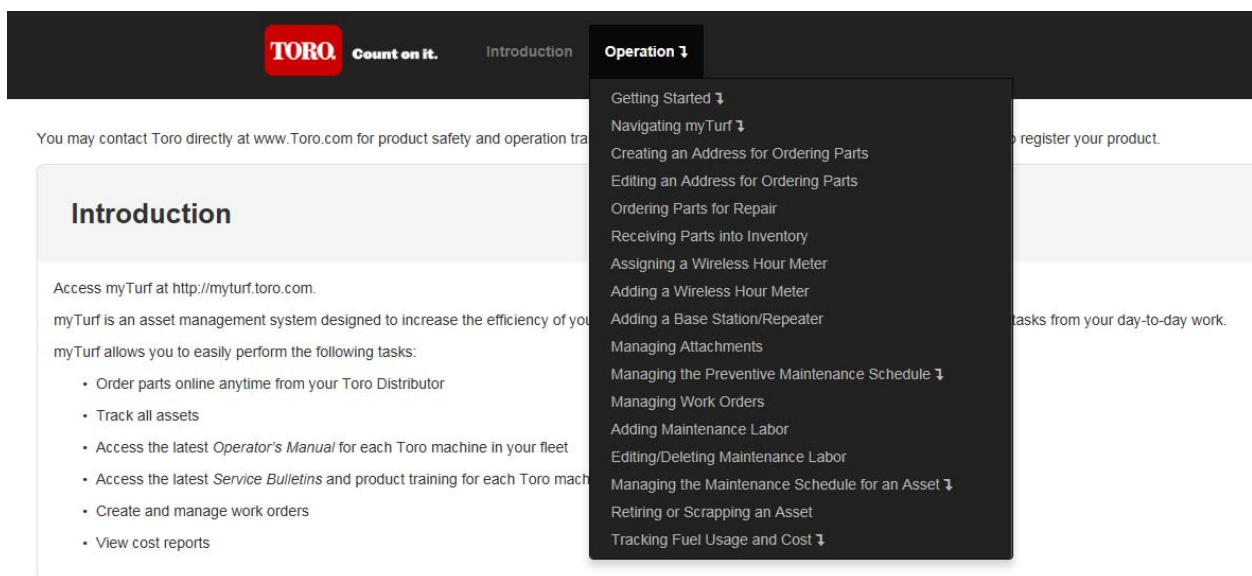 TORO. Count on it. Introduction Operation ↴
Getting Started ↴
Navigating myTurf ↴
Creating an Address for Ordering Parts
Editing an Address for Ordering Parts
Ordering Parts for Repair
Receiving Parts into Inventory
Assigning a Wireless Hour Meter
Adding a Wireless Hour Meter
Adding a Base Station/Repeater
Managing Attachments
Managing the Preventive Maintenance Schedule ↴
Managing Work Orders
Adding Maintenance Labor
Editing/Deleting Maintenance Labor
Managing the Maintenance Schedule for an Asset ↴
Retiring or Scrapping an Asset
Tracking Fuel Usage and Cost ↴
You may contact Toro directly at www.Toro.com for product safety and operation register your product.
Introduction
Access myTurf at http://myturf.toro.com.
myTurf is an asset management system designed to increase the efficiency of tasks from your day-to-day work.
myTurf allows you to easily perform the following tasks:
• Order parts online anytime from your Toro Distributor
• Track all assets
• Access the latest Operator's Manual for each Toro machine in your fleet
• Access the latest Service Bulletins and product training for each Toro
• Create and manage work orders
• View cost reports